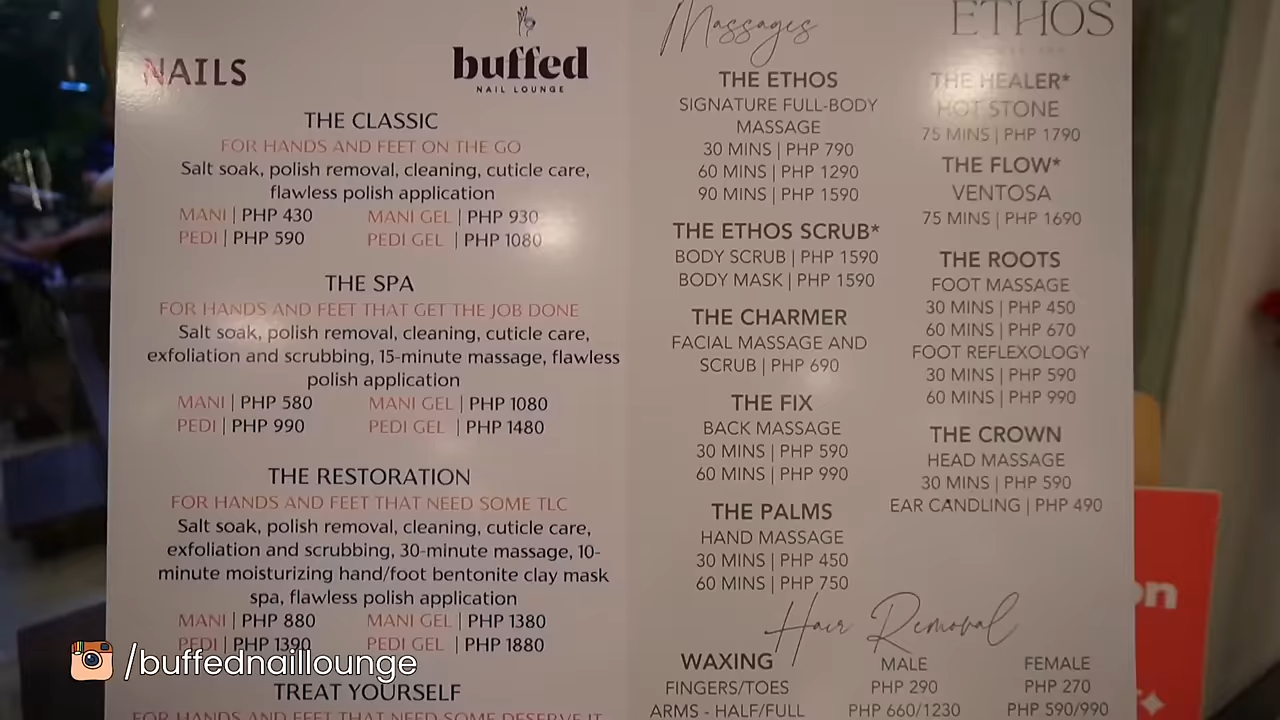 NAILS
buffed
NAIL LOUNGE
THE CLASSIC
FOR HANDS AND FEET ON THE GO
Salt soak, polish removal, cleaning, cuticle care,
flawless polish application
MANI | PHP 430 MANI GEL | PHP 930
PEDI | PHP 590 PEDI GEL | PHP 1080
THE SPA
FOR HANDS AND FEET THAT GET THE JOB DONE
Salt soak, polish removal, cleaning, cuticle care,
exfoliation and scrubbing, 15-minute massage, flawless
polish application
MANI | PHP 580 MANI GEL | PHP 1080
PEDI | PHP 990 PEDI GEL | PHP 1480
THE RESTORATION
FOR HANDS AND FEET THAT NEED SOME TLC
Salt soak, polish removal, cleaning, cuticle care,
exfoliation and scrubbing, 30-minute massage, 10-
minute moisturizing hand/foot bentonite clay mask
spa, flawless polish application
MANI | PHP 880 MANI GEL | PHP 1380
PEDI | PHP 1390 PEDI GEL | PHP 1880
TREAT YOURSELF
FOR HANDS AND FEET THAT NEED SOME DESERVE IT
Massages
THE ETHOS
SIGNATURE FULL-BODY
MASSAGE
30 MINS | PHP 790
60 MINS | PHP 1290
90 MINS | PHP 1590
THE ETHOS SCRUB*
BODY SCRUB | PHP 1590
BODY MASK | PHP 1590
THE CHARMER
FACIAL MASSAGE AND
SCRUB | PHP 690
THE FIX
BACK MASSAGE
30 MINS | PHP 590
60 MINS | PHP 990
THE PALMS
HAND MASSAGE
30 MINS | PHP 450
60 MINS | PHP 750
ETHOS
THE HEALER*
HOT STONE
75 MINS | PHP 1790
THE FLOW*
VENTOSA
75 MINS | PHP 1690
THE ROOTS
FOOT MASSAGE
30 MINS | PHP 450
60 MINS | PHP 670
FOOT REFLEXOLOGY
30 MINS | PHP 590
60 MINS | PHP 990
THE CROWN
HEAD MASSAGE
30 MINS | PHP 590
EAR CANDLING | PHP 490
Hair Removal
WAXING MALE FEMALE
FINGERS/TOES PHP 290 PHP 270
ARMS - HALF/FULL PHP 660/1230 PHP 590/990
/buffednaillounge